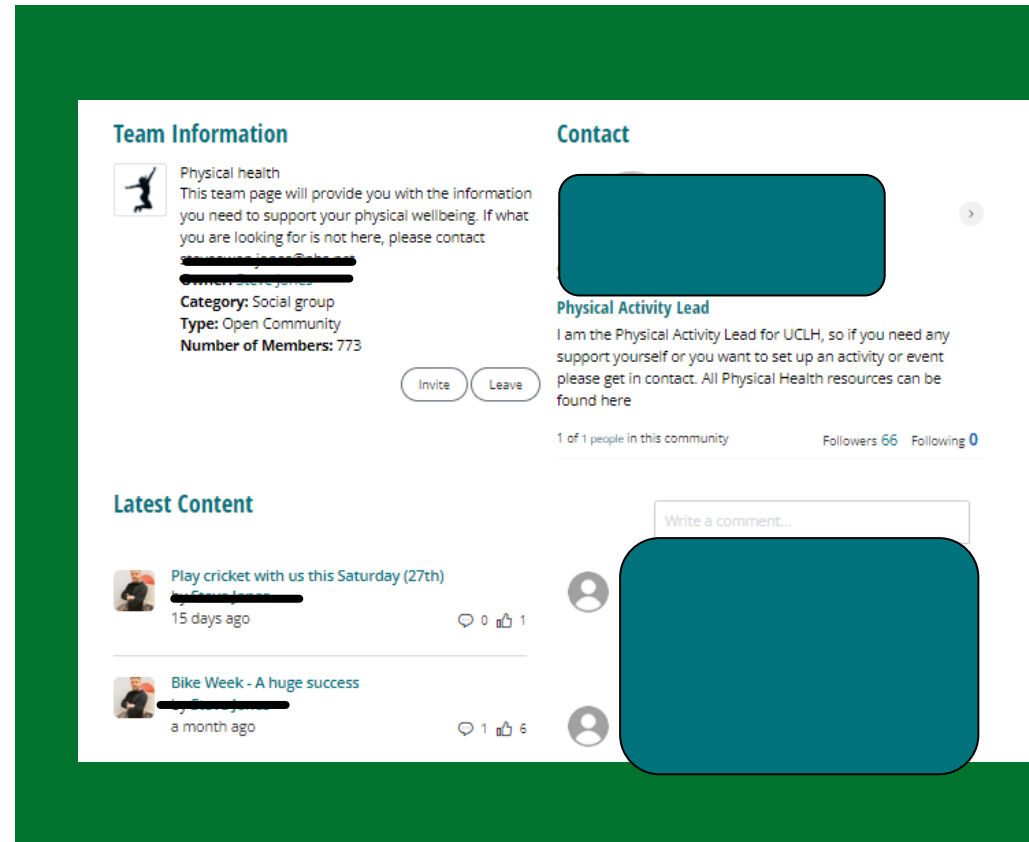 Team Information
Physical health
This team page will provide you with the information
you need to support your physical wellbeing. If what
you are looking for is not here, please contact
Category: Social group
Type: Open Community
Number of Members: 773
Invite
Leave
Contact
Physical Activity Lead
I am the Physical Activity Lead for UCLH, so if you need any
support yourself or you want to set up an activity or event
please get in contact. All Physical Health resources can be
found here
1 of 1 people in this community
Followers 66 Following 0
Latest Content
Play cricket with us this Saturday (27th)
15 days ago
0 1
Bike Week - A huge success
a month ago
1 6
Write a comment...